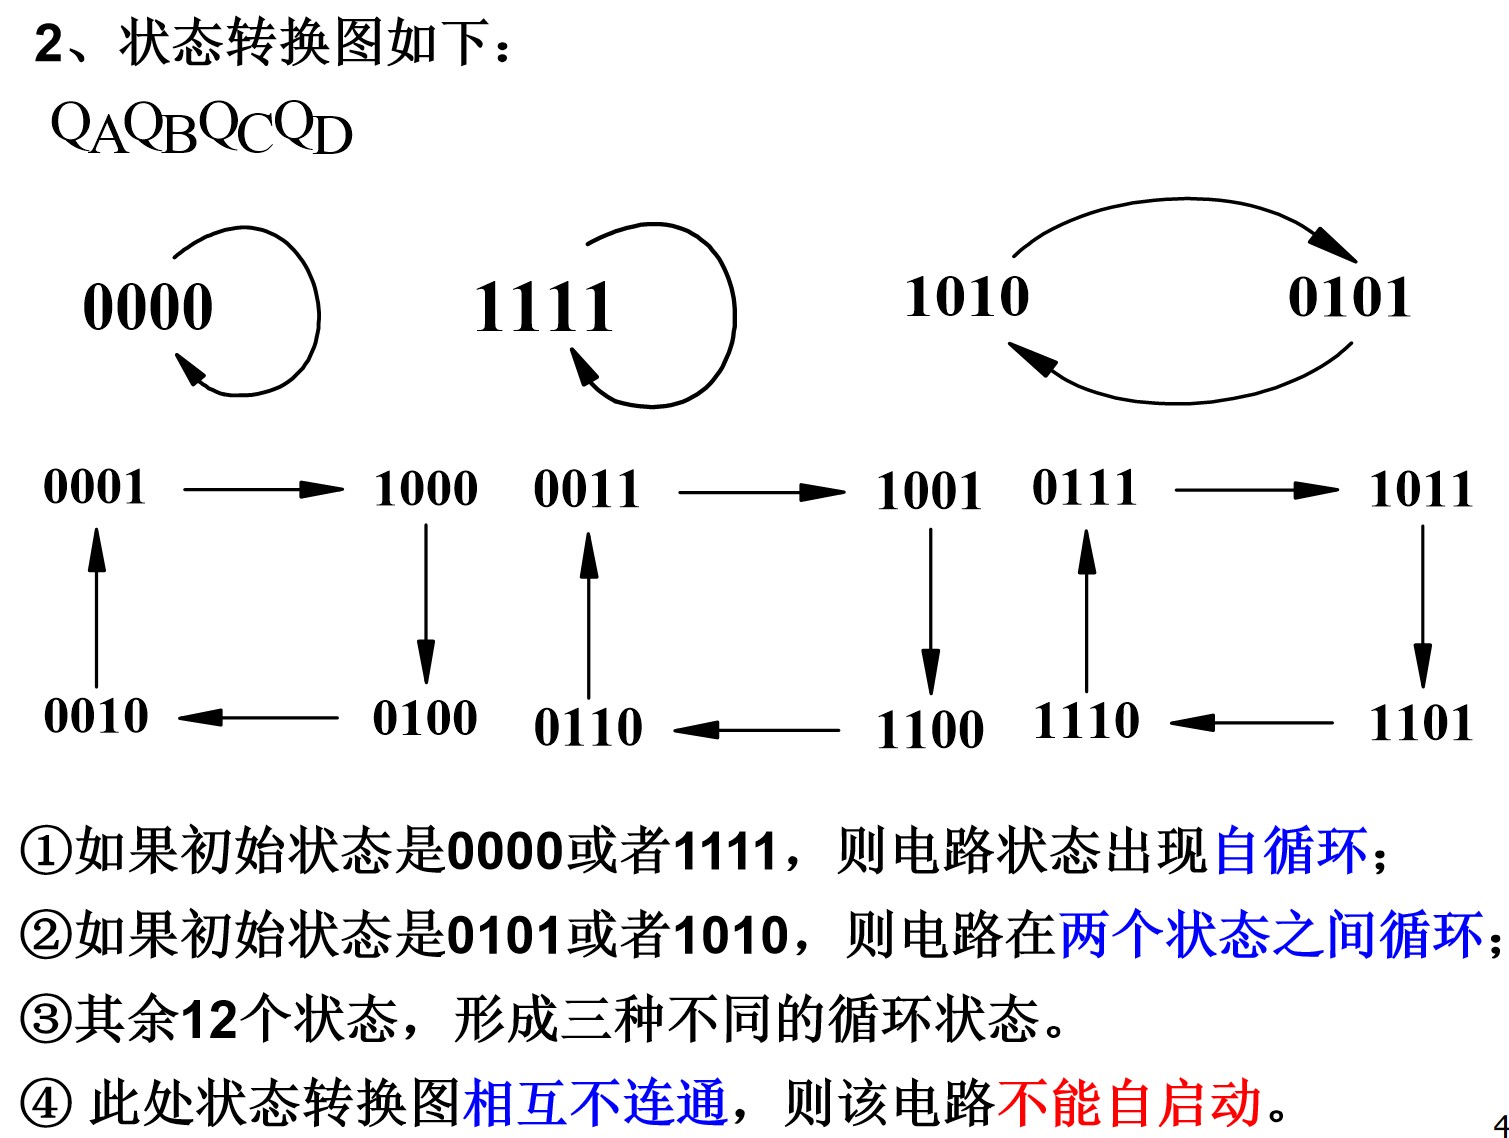 2、状态转换图如下：
QAQBQCQD
0000 1111 1010 0101
0001 1000 0011 1001 0111 1011
0010 0100 0110 1100 1110 1101
①如果初始状态是0000或者1111，则电路状态出现自循环；
②如果初始状态是0101或者1010，则电路在两个状态之间循环；
③其余12个状态，形成三种不同的循环状态。
④ 此处状态转换图相互不连通，则该电路不能自启动。
4